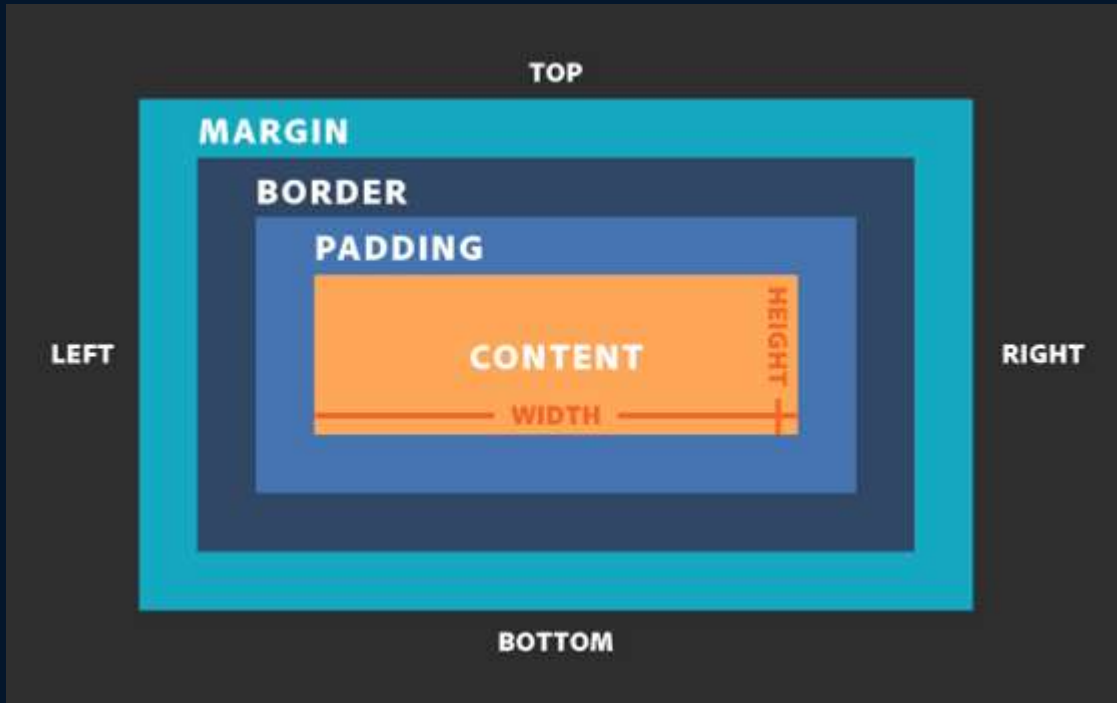 TOP
MARGIN
BORDER
PADDING
HEIGHT
LEFT
CONTENT
RIGHT
WIDTH
BOTTOM